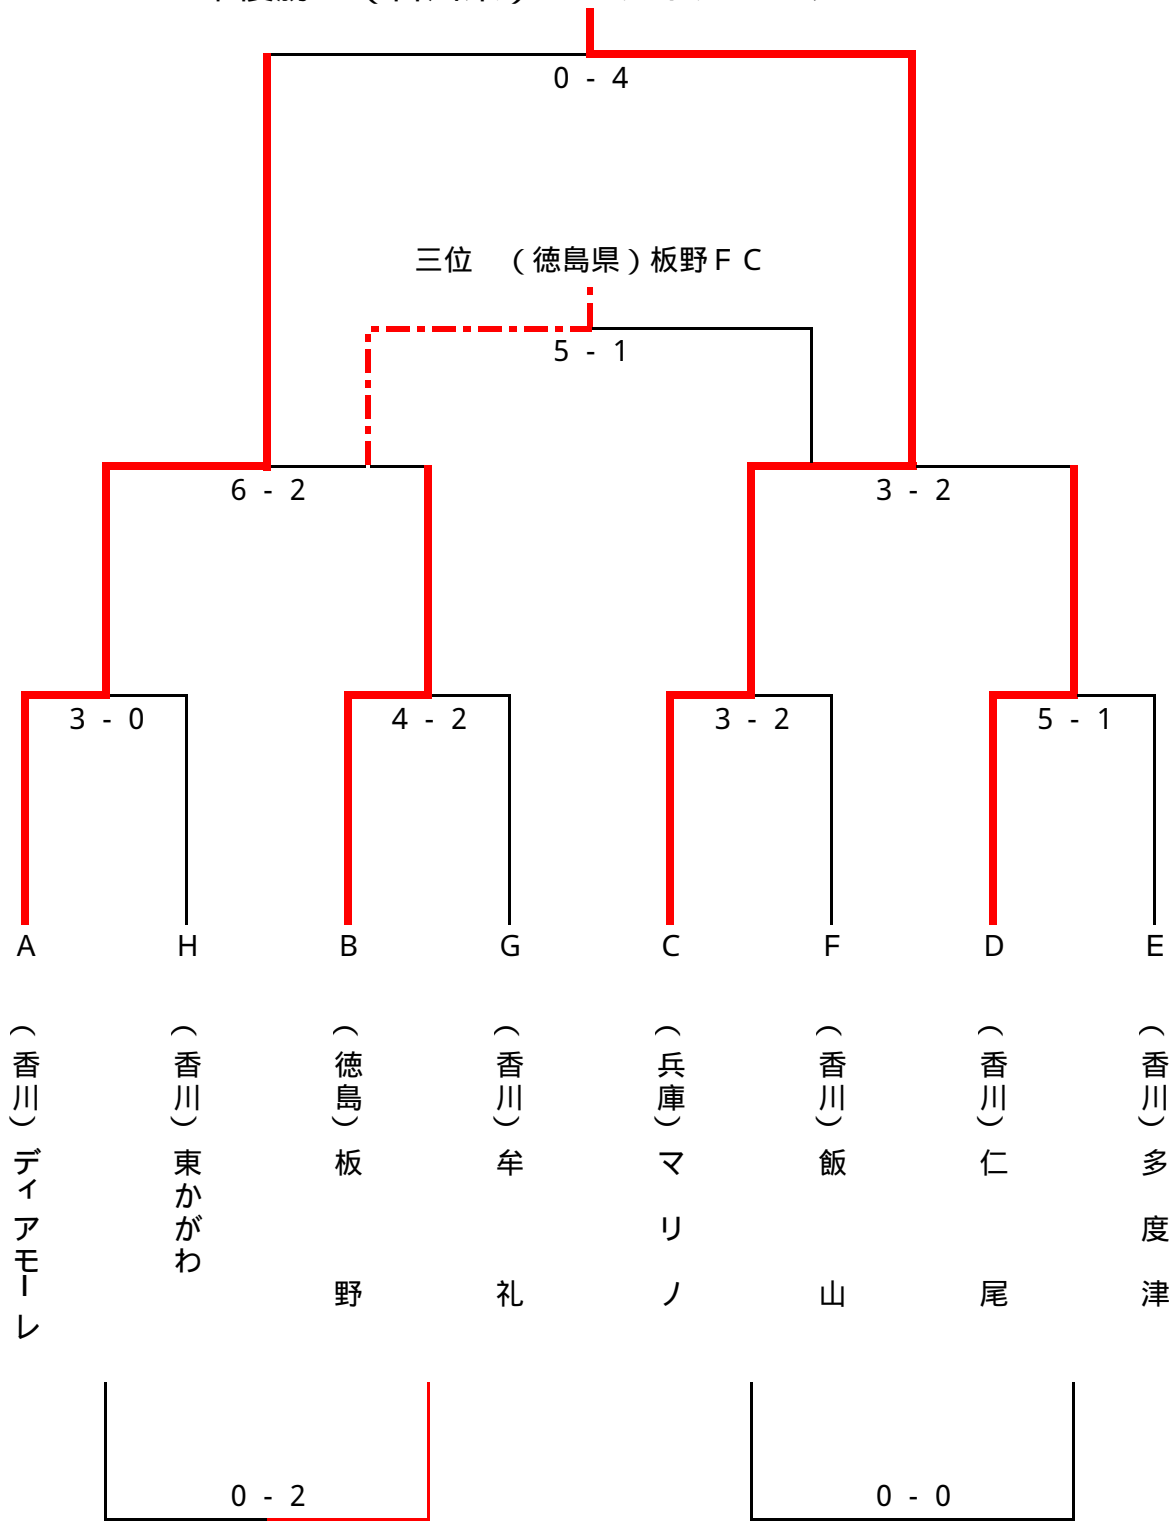 0 - 4
三位　（徳島県）板野ＦＣ
5 - 1
6 - 2
3 - 2
3 - 0
4 - 2
3 - 2
5 - 1
A
H
B
G
C
F
D
E
（香川）ディアモーレ
（香川）東かがわ
（徳島）板野
（香川）牟礼
（兵庫）マリノ
（香川）飯山
（香川）仁尾
（香川）多度津
0 - 2
0 - 0